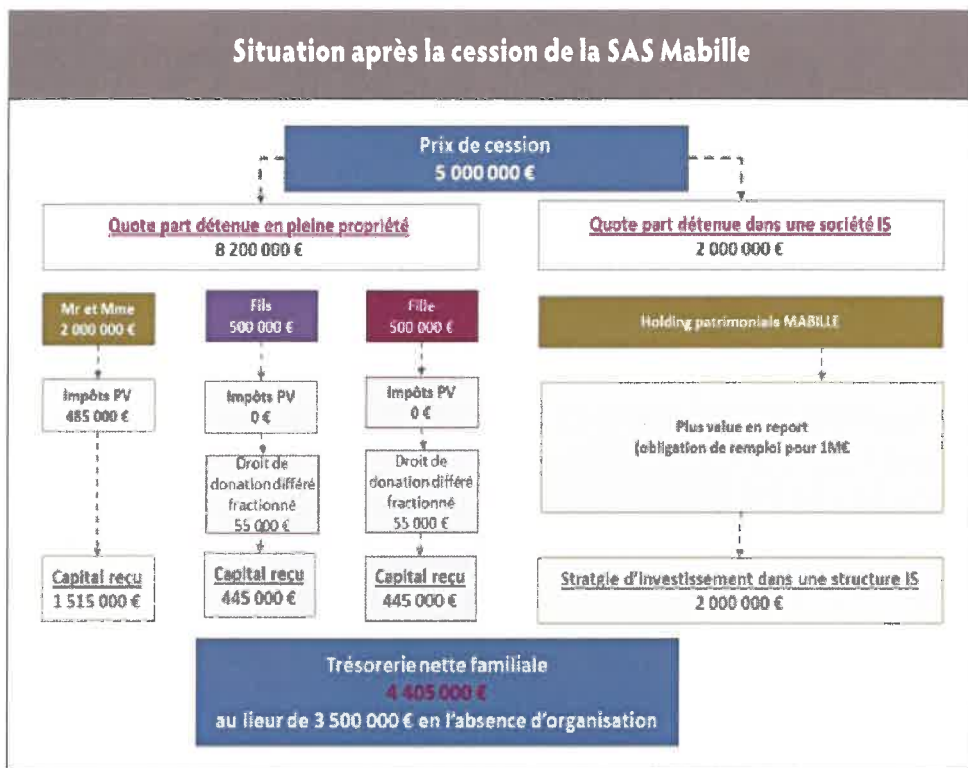 Situation après la cession de la SAS Mabille
Prix de cession
5 000 000 €
Quote part détenue en pleine propriété
8 200 000 €
Quote part détenue dans une société IS
2 000 000 €
Mr et Mme
2 000 000 €
Fils
500 000 €
Fille
500 000 €
Holding patrimonials MABILLE
Impôts PV
485 000 €
Impôts PV
0 €
Impôts PV
0 €
Plus value en report
(obligation de remploi pour 1M€
Droit de
donation différé
fractionné
55 000 €
Droit de
donation différé
fractionné
55 000 €
Capital reçu
1 515 000 €
Capital reçu
445 000 €
Capital reçu
445 000 €
Stratgie d'investissement dans une structure IS
2 000 000 €
Trésorerie nette familiale
4 405 000 €
au lieur de 3 500 000 € en l'absence d'organisation